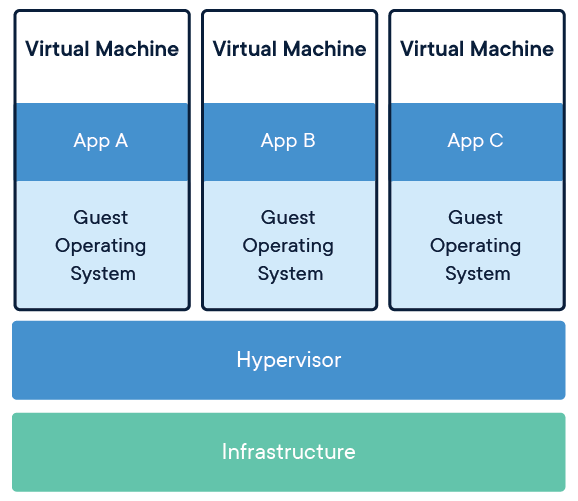 Virtual Machine
App A
Guest
Operating
System
Virtual Machine
App B
Guest
Operating
System
Virtual Machine
App C
Guest
Operating
System
Hypervisor
Infrastructure